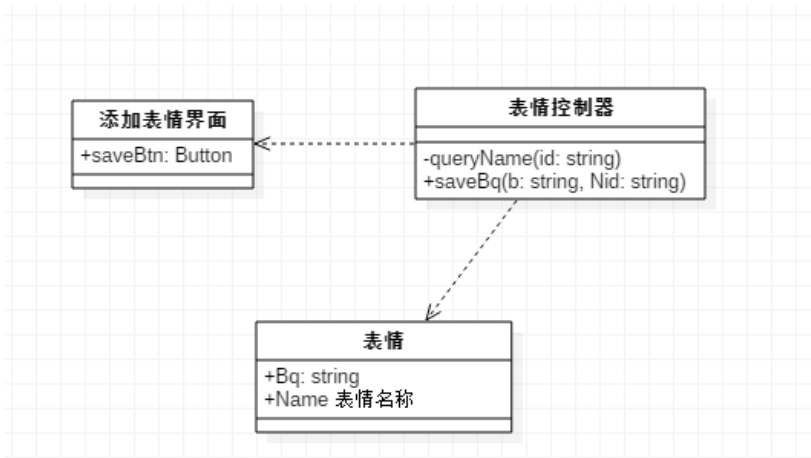 添加表情界面
+saveBtn: Button
表情控制器
-queryName(id: string)
+saveBq(b: string, Nid: string)
表情
+Bq: string
+Name 表情名称